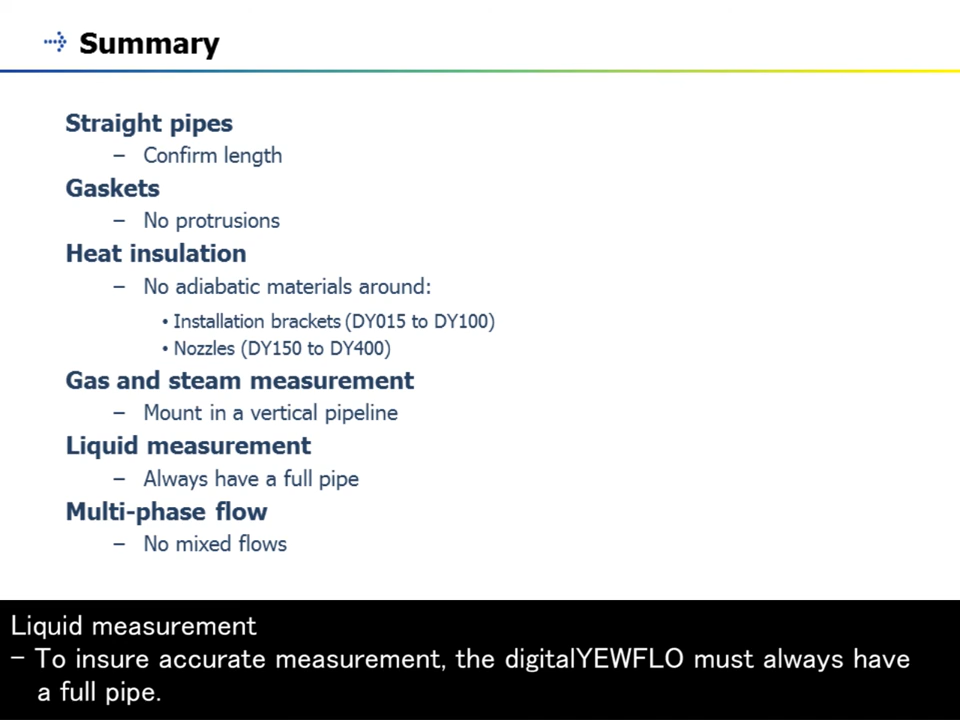 Summary
Straight pipes
– Confirm length
Gaskets
– No protrusions
Heat insulation
– No adiabatic materials around:
• Installation brackets (DY015 to DY100)
• Nozzles (DY150 to DY400)
Gas and steam measurement
– Mount in a vertical pipeline
Liquid measurement
– Always have a full pipe
Multi-phase flow
– No mixed flows
Liquid measurement
– To insure accurate measurement, the digitalYEWFLO must always have
a full pipe.